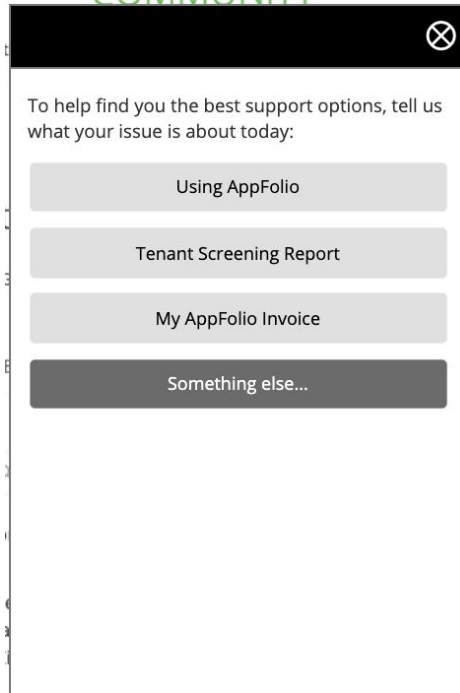 COMMUNITY
To help find you the best support options, tell us
what your issue is about today:
Using AppFolio
Tenant Screening Report
My AppFolio Invoice
Something else...